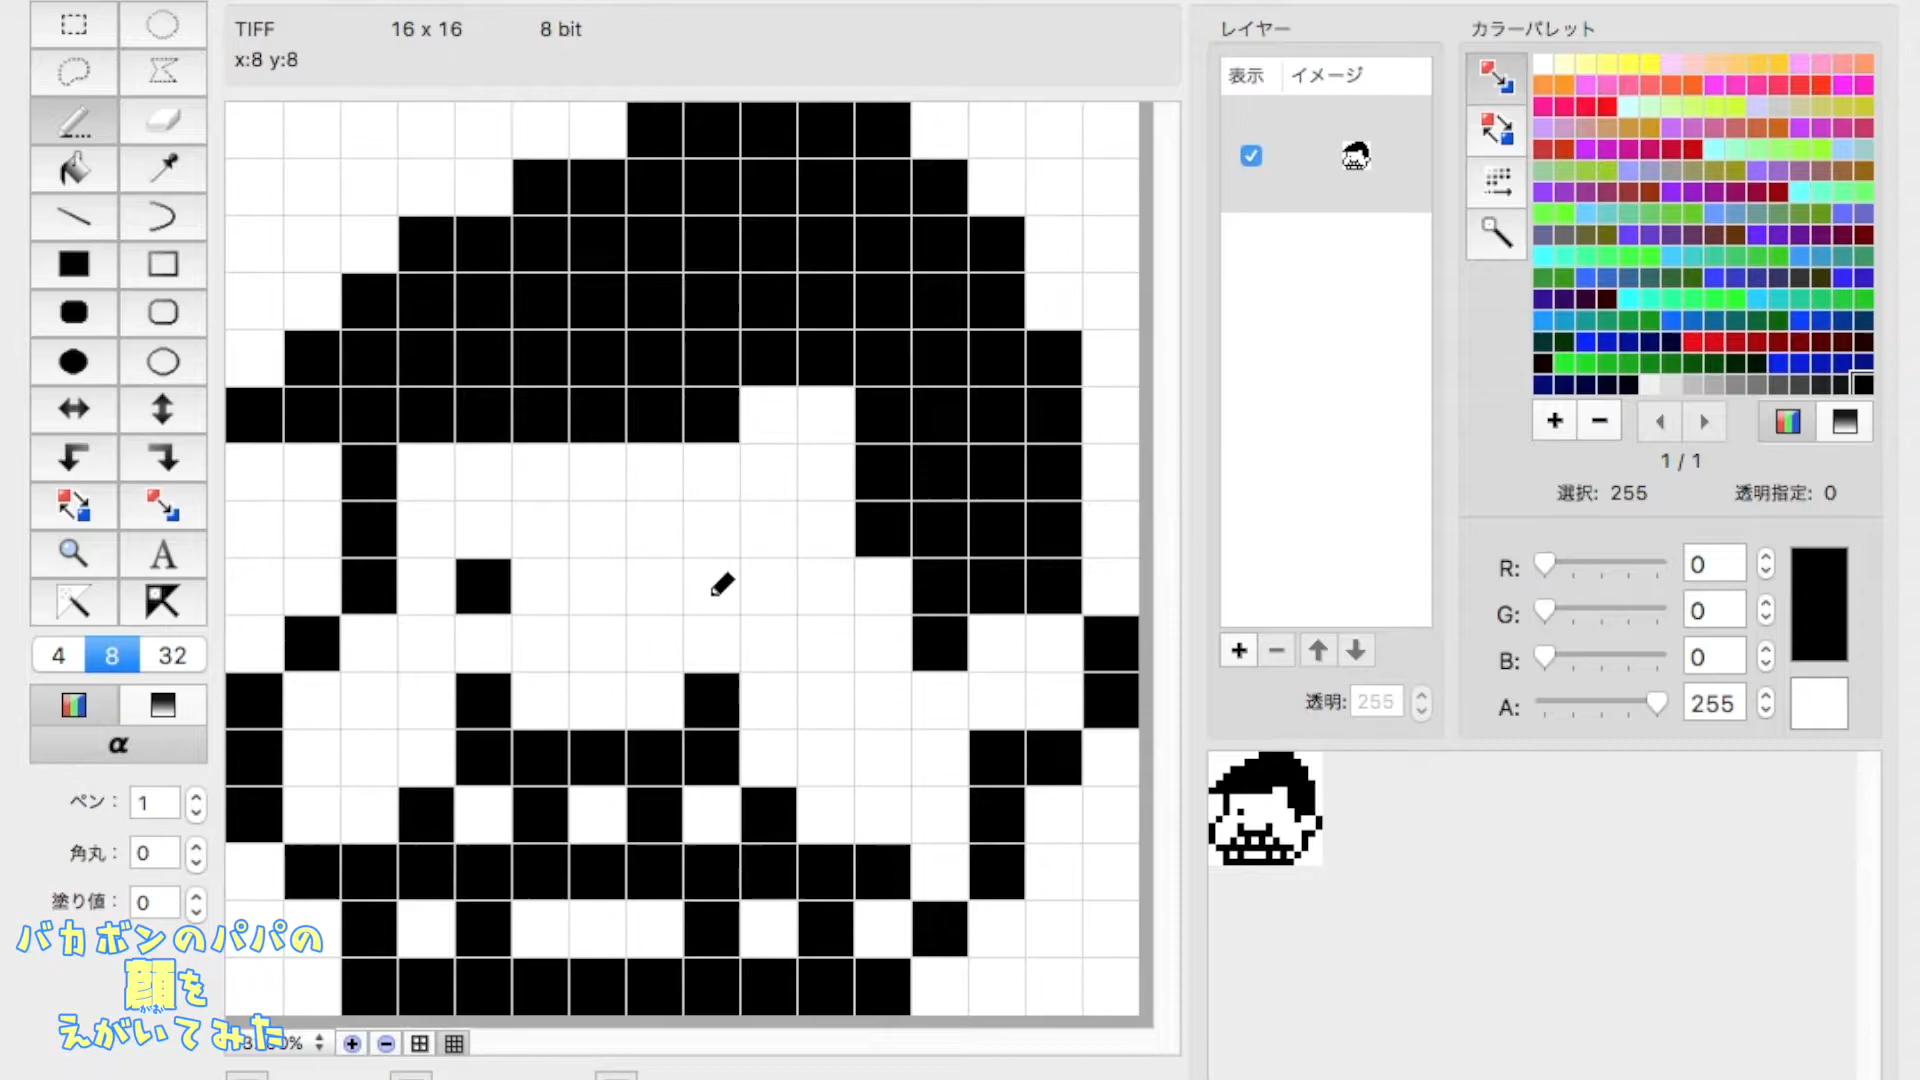 TIFF 16 x 16 8 bit
x:8 y:8
レイヤー
表示 イメージ
透明: 255
カラーパレット
1 / 1
選択: 255 透明指定: 0
R: 0
G: 0
B: 0
A: 255
A
4 8 32
α
ペン: 1
角丸: 0
塗り値: 0
バカボンのパパの
顔を
かお
えがいてみた